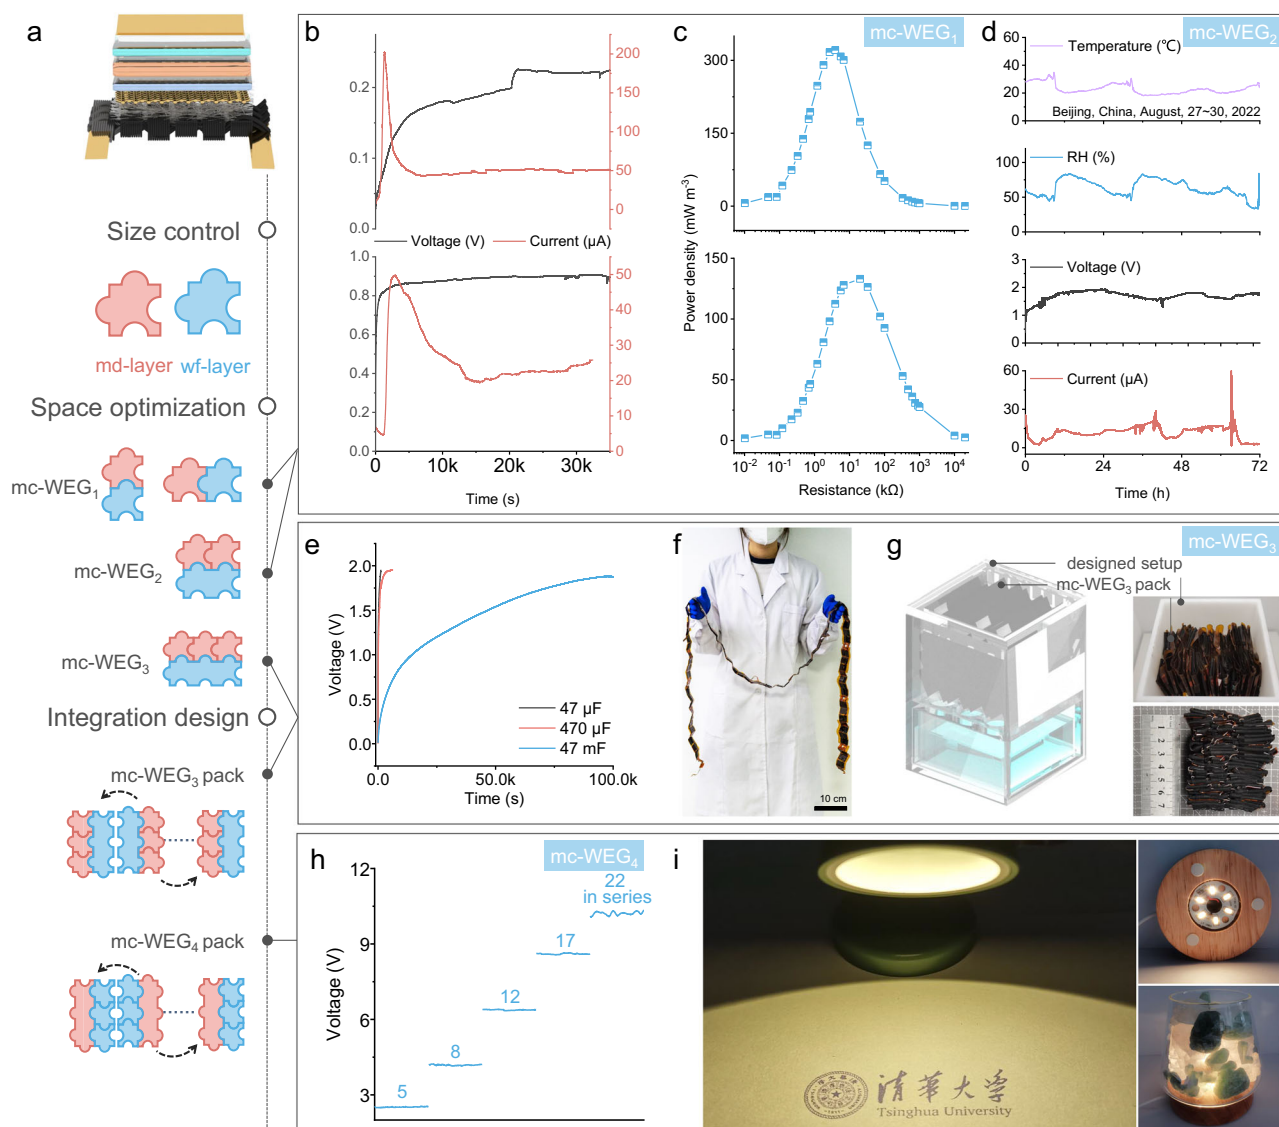 a
Size control
md-layer wf-layer
Space optimization
mc-WEG1
mc-WEG2
mc-WEG3
Integration design
mc-WEG3 pack
mc-WEG4 pack
b
0.2
0.1
0.0
200
150
100
50
0
Voltage (V) Current (μA)
1.0
0.8
0.6
0.4
0.2
0.0
50
40
30
20
10
0
0 10k 20k 30k
Time (s)
c
mc-WEG1
300
150
0
Power density (mW m⁻³)
150
100
50
0
10⁻² 10⁻¹ 10⁰ 10¹ 10² 10³ 10⁴
Resistance (kΩ)
d
mc-WEG2
60
40
20
0
Temperature (℃)
Beijing, China, August, 27~30, 2022
100
50
0
RH (%)
3
2
1
0
Voltage (V)
60
30
0
Current (μA)
0 24 48 72
Time (h)
e
2.0
1.5
1.0
0.5
0.0
Voltage (V)
47 μF
470 μF
47 mF
0.0 50.0k 100.0k
Time (s)
f
10 cm
g
mc-WEG3
designed setup
mc-WEG3 pack
1
2
3
4
5
6
7
h
mc-WEG4
12
9
6
3
Voltage (V)
5
8
12
17
22
in series
i
清華大学
Tsinghua University